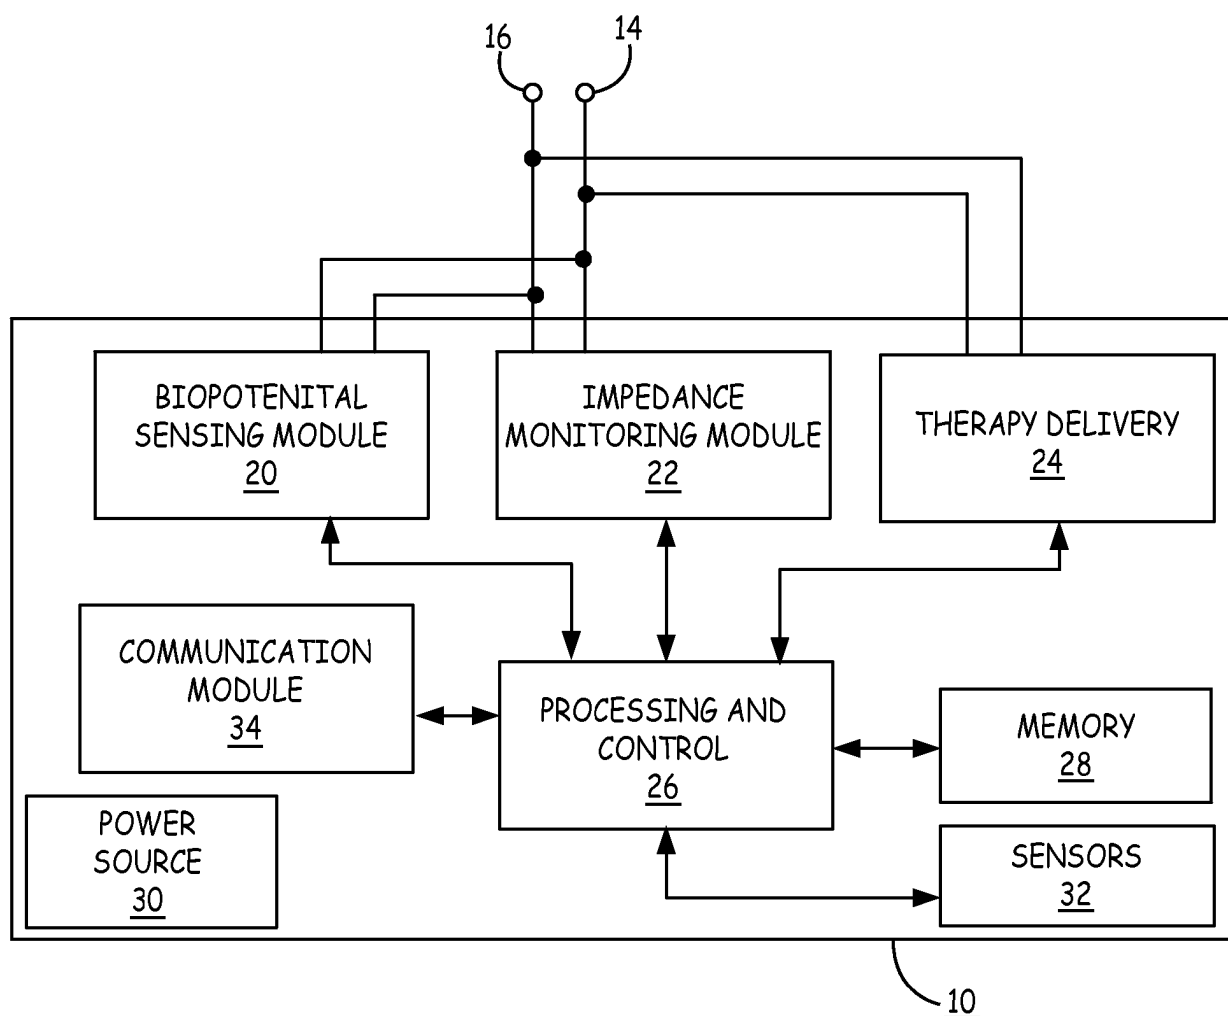 16
14
BIOPOTENITAL
SENSING MODULE
20
IMPEDANCE
MONITORING MODULE
22
THERAPY DELIVERY
24
COMMUNICATION
MODULE
34
PROCESSING AND
CONTROL
26
MEMORY
28
POWER
SOURCE
30
SENSORS
32
10